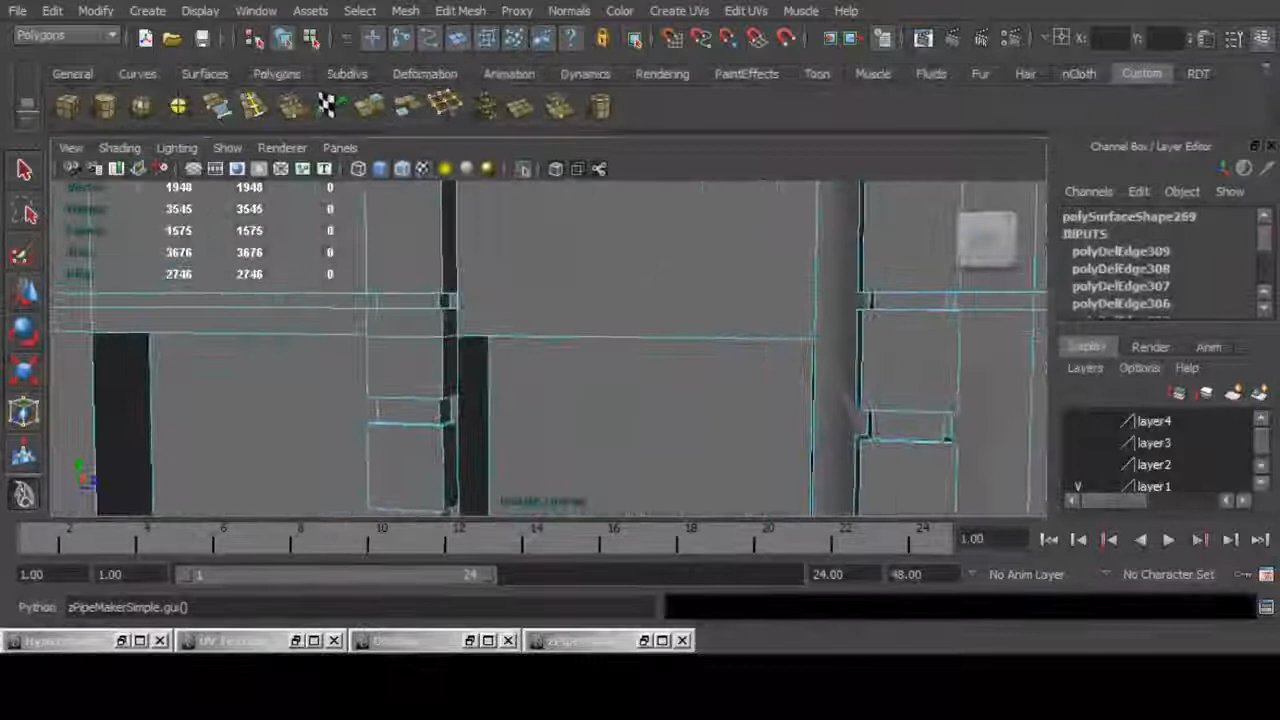 File Edit Modify Create Display Window Assets Select Mesh Edit Mesh Proxy Normals Color Create UVs Edit UVs Muscle Help
Polygons X: Y:
General Curves Surfaces Polygons Subdivs Deformation Animation Dynamics Rendering PaintEffects Toon Muscle Fluids Fur Hair nCloth Custom RDT
View Shading Lighting Show Renderer Panels
Channel Box / Layer Editor
Channels Edit Object Show
1948 1948 0
3545 3545 0
1575 1575 0
3676 3676 0
2746 2746 0
polySurfaceShape269
INPUTS
polyDelEdge309
polyDelEdge308
polyDelEdge307
polyDelEdge306
Display Render Anim
Layers Options Help
layer4
layer3
layer2
V layer1
2 4 6 8 10 12 14 16 18 20 22 24 1.00
1.00 1.00 1 24 24.00 48.00 No Anim Layer No Character Set
Python zPipeMakerSimple.gui()